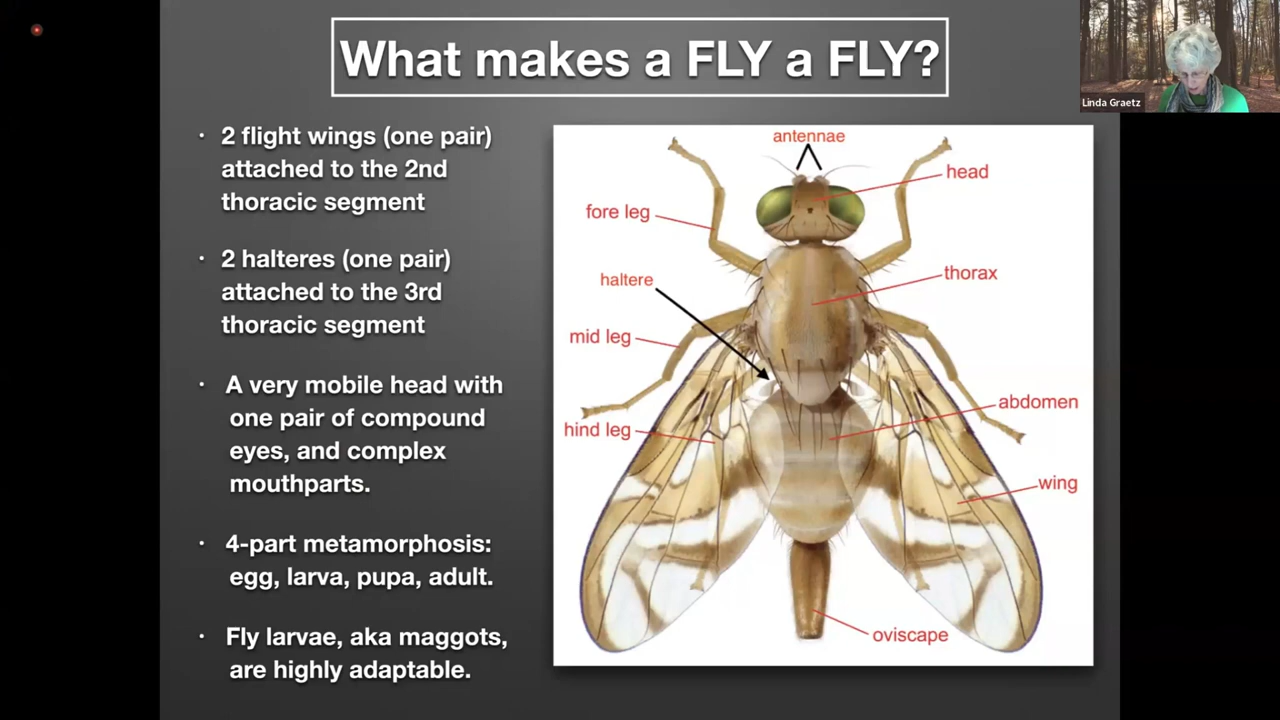 What makes a FLY a FLY?
Linda Graetz
· 2 flight wings (one pair)
attached to the 2nd
thoracic segment
· 2 halteres (one pair)
attached to the 3rd
thoracic segment
· A very mobile head with
one pair of compound
eyes, and complex
mouthparts.
· 4-part metamorphosis:
egg, larva, pupa, adult.
· Fly larvae, aka maggots,
are highly adaptable.
antennae
head
fore leg
thorax
haltere
mid leg
abdomen
hind leg
wing
oviscape